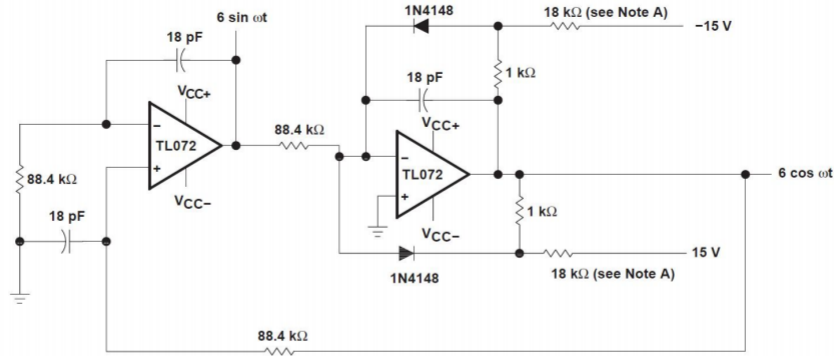 6 sin ωt
1N4148
18 kΩ (see Note A)
−15 V
18 pF
1 kΩ
18 pF
VCC+
VCC+
−
TL072
+
88.4 kΩ
−
TL072
+
6 cos ωt
88.4 kΩ
VCC−
1 kΩ
18 pF
VCC−
15 V
1N4148
18 kΩ (see Note A)
88.4 kΩ